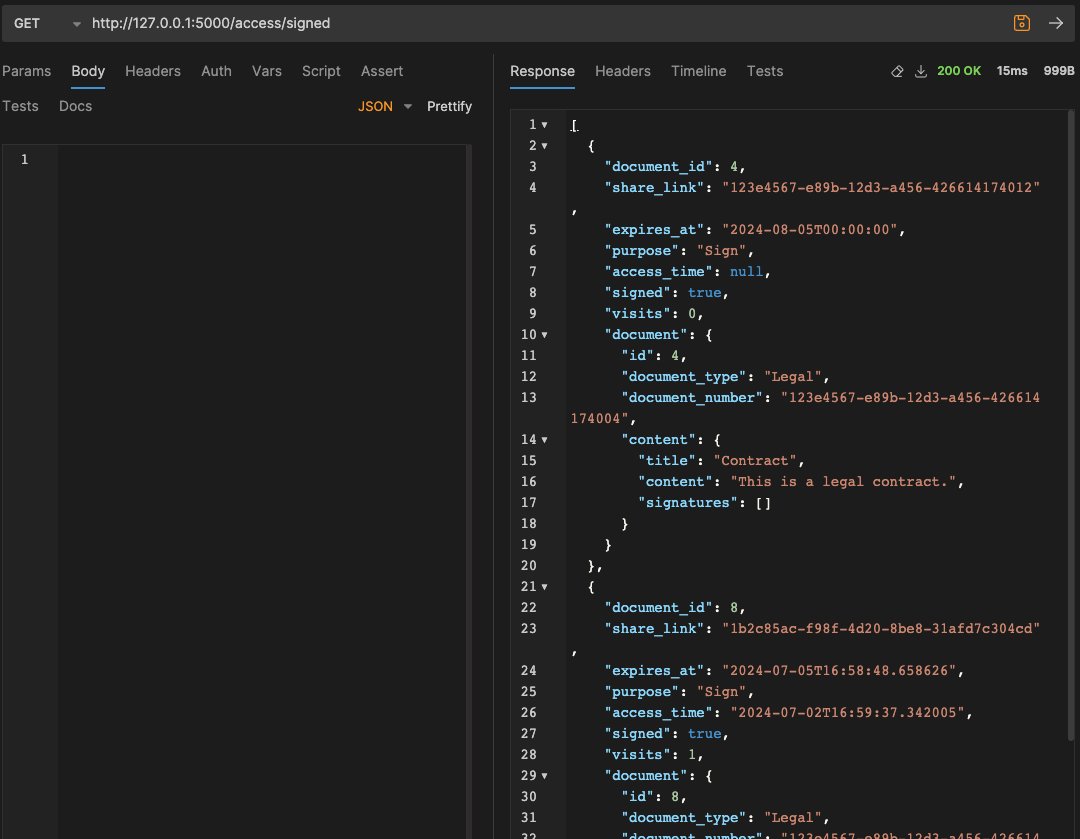 GET http://127.0.0.1:5000/access/signed
Params Body Headers Auth Vars Script Assert
Tests Docs JSON Prettify
1
Response Headers Timeline Tests 200 OK 15ms 999B
1 [
2 {
3 "document_id": 4,
4 "share_link": "123e4567-e89b-12d3-a456-426614174012"
,
5 "expires_at": "2024-08-05T00:00:00",
6 "purpose": "Sign",
7 "access_time": null,
8 "signed": true,
9 "visits": 0,
10 "document": {
11 "id": 4,
12 "document_type": "Legal",
13 "document_number": "123e4567-e89b-12d3-a456-426614
174004",
14 "content": {
15 "title": "Contract",
16 "content": "This is a legal contract.",
17 "signatures": []
18 }
19 }
20 },
21 {
22 "document_id": 8,
23 "share_link": "1b2c85ac-f98f-4d20-8be8-31afd7c304cd"
,
24 "expires_at": "2024-07-05T16:58:48.658626",
25 "purpose": "Sign",
26 "access_time": "2024-07-02T16:59:37.342005",
27 "signed": true,
28 "visits": 1,
29 "document": {
30 "id": 8,
31 "document_type": "Legal",
32 "document_number": "123e4567-e89b-12d3-a456-426614